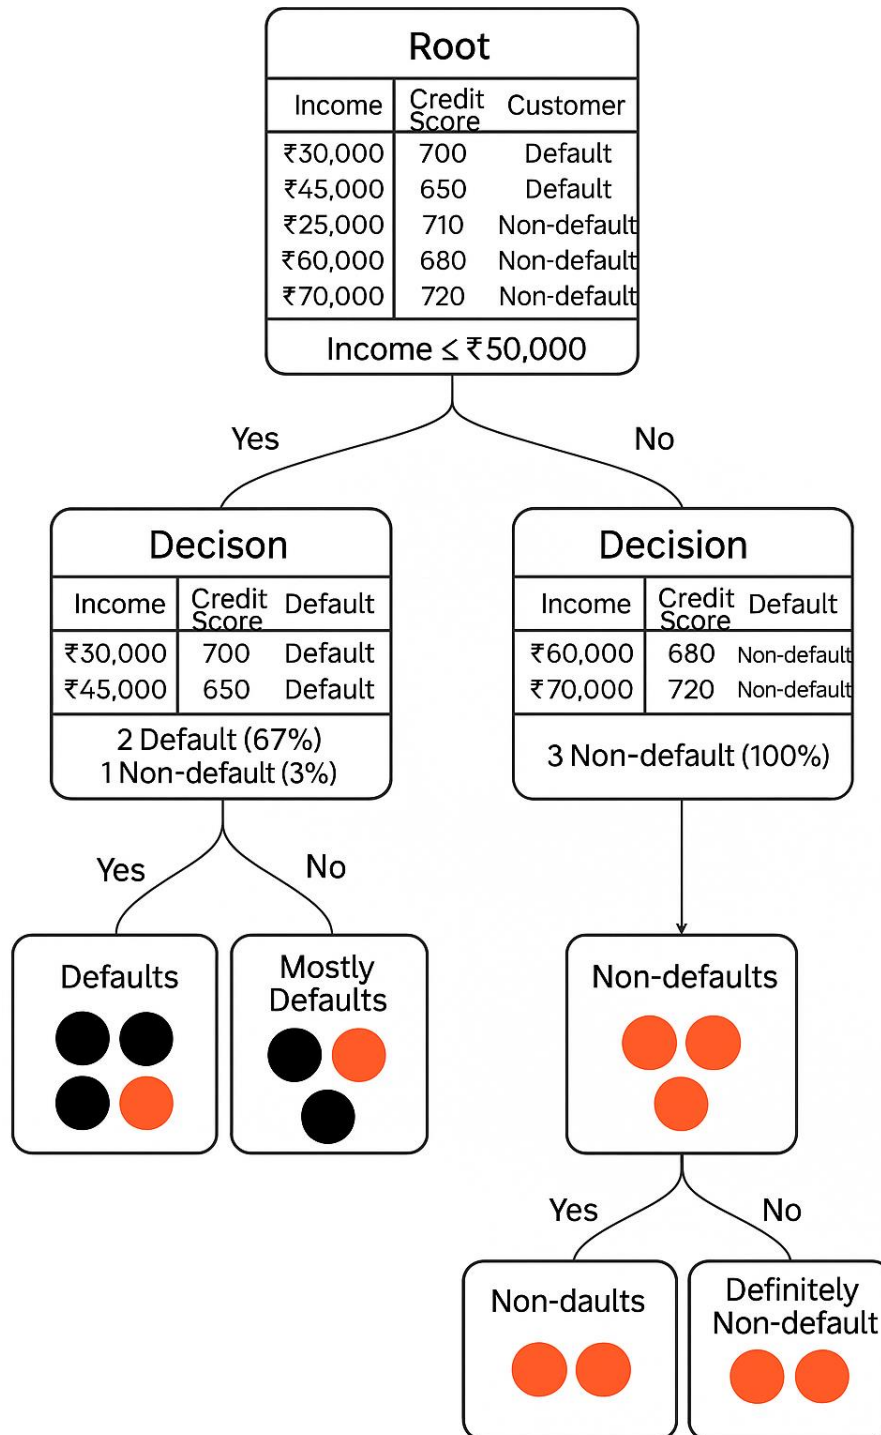 Root
Income Credit Score Customer
₹30,000 700 Default
₹45,000 650 Default
₹25,000 710 Non-default
₹60,000 680 Non-default
₹70,000 720 Non-default
Income ≤ ₹50,000
Yes
No
Decison
Income Credit Score Default
₹30,000 700 Default
₹45,000 650 Default
2 Default (67%)
1 Non-default (3%)
Decision
Income Credit Score Default
₹60,000 680 Non-default
₹70,000 720 Non-default
3 Non-default (100%)
Yes
No
Defaults
Mostly
Defaults
Non-defaults
Yes
No
Non-daults
Definitely
Non-default